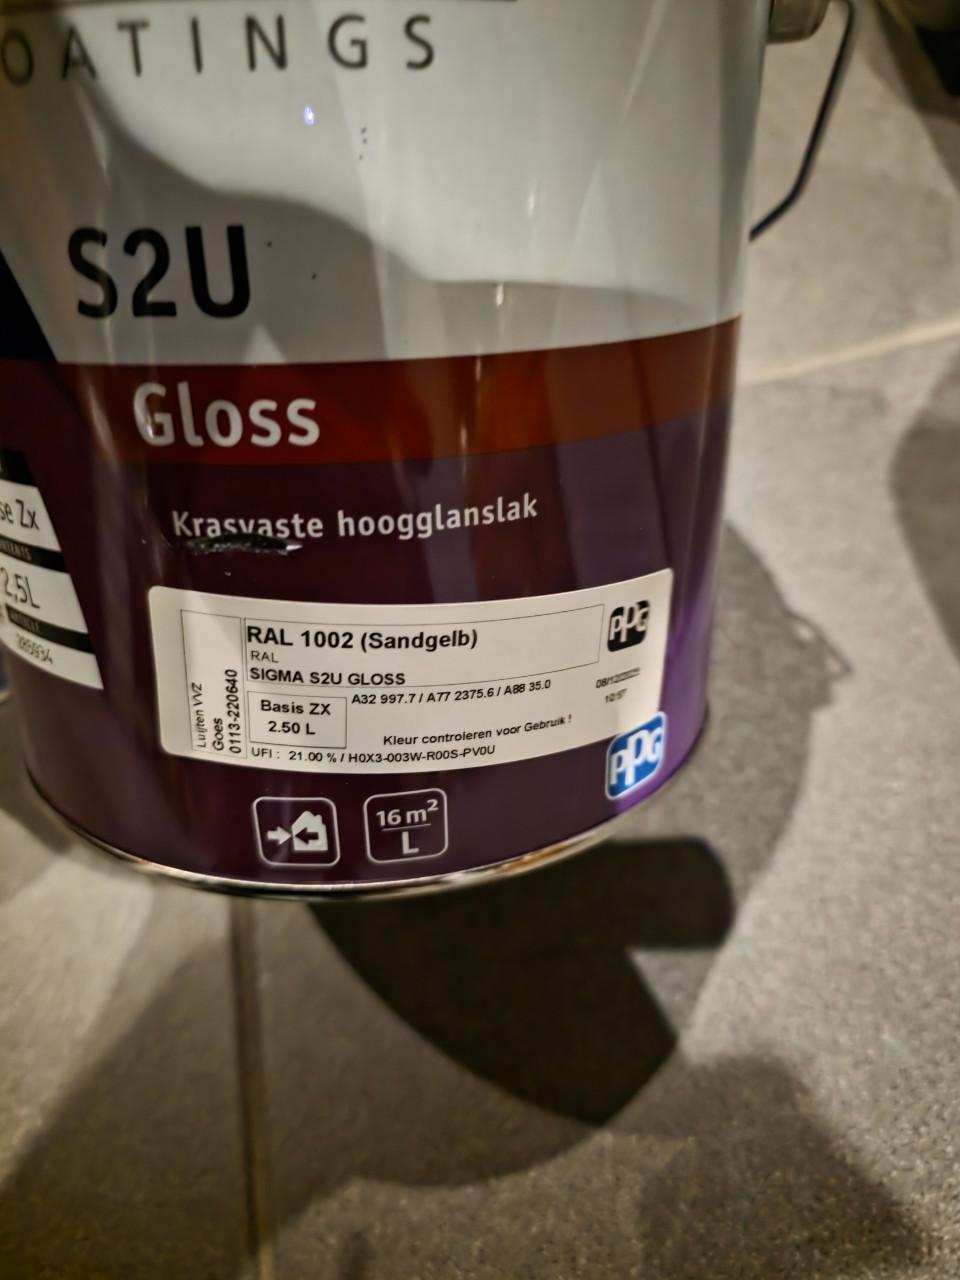 OATINGS
S2U
Gloss
Krasvaste hoogglanslak
se Zx
2,5L
RAL 1002 (Sandgelb)
RAL
SIGMA S2U GLOSS
PPG
A32 997.7 / A77 2375.6 / A88 35.0
Basis ZX
2.50 L
Kleur controleren voor Gebruik !
UFI : 21.00 % / H0X3-003W-R00S-PV0U
Luijten VVZ
Goes
0113-220640
PPG
16 m²
L